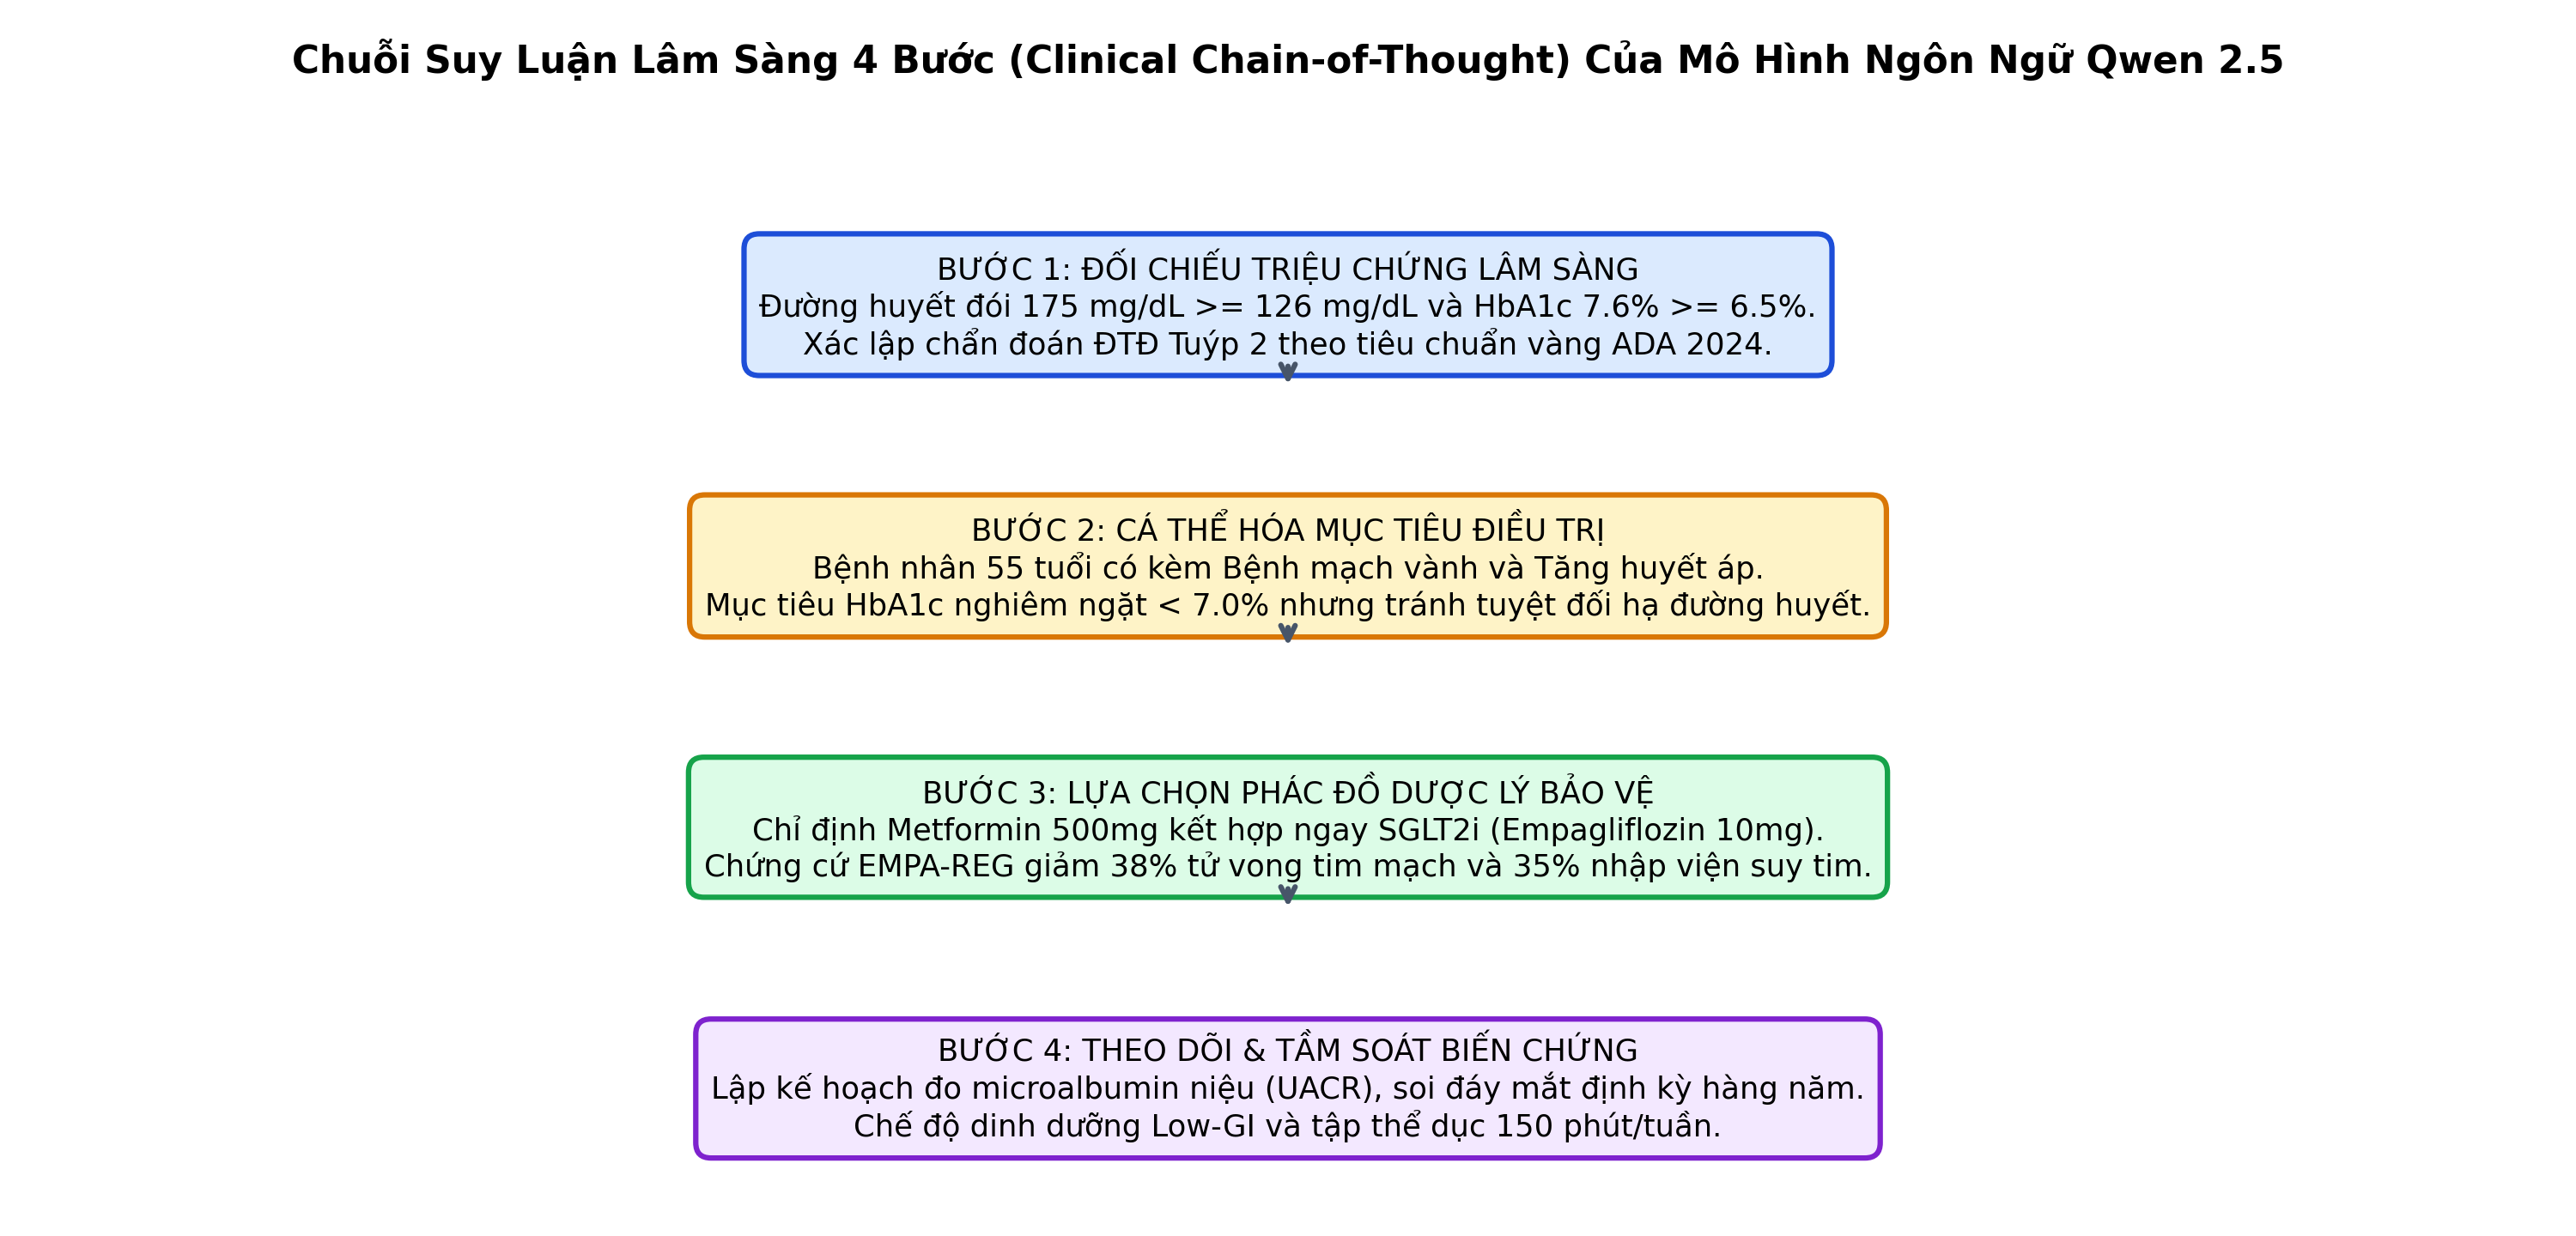 Chuỗi Suy Luận Lâm Sàng 4 Bước (Clinical Chain-of-Thought) Của Mô Hình Ngôn Ngữ Qwen 2.5
BƯỚC 1: ĐỐI CHIẾU TRIỆU CHỨNG LÂM SÀNG
Đường huyết đói 175 mg/dL >= 126 mg/dL và HbA1c 7.6% >= 6.5%.
Xác lập chẩn đoán ĐTĐ Tuýp 2 theo tiêu chuẩn vàng ADA 2024.
BƯỚC 2: CÁ THỂ HÓA MỤC TIÊU ĐIỀU TRỊ
Bệnh nhân 55 tuổi có kèm Bệnh mạch vành và Tăng huyết áp.
Mục tiêu HbA1c nghiêm ngặt < 7.0% nhưng tránh tuyệt đối hạ đường huyết.
BƯỚC 3: LỰA CHỌN PHÁC ĐỒ DƯỢC LÝ BẢO VỆ
Chỉ định Metformin 500mg kết hợp ngay SGLT2i (Empagliflozin 10mg).
Chứng cứ EMPA-REG giảm 38% tử vong tim mạch và 35% nhập viện suy tim.
BƯỚC 4: THEO DÕI & TẦM SOÁT BIẾN CHỨNG
Lập kế hoạch đo microalbumin niệu (UACR), soi đáy mắt định kỳ hàng năm.
Chế độ dinh dưỡng Low-GI và tập thể dục 150 phút/tuần.